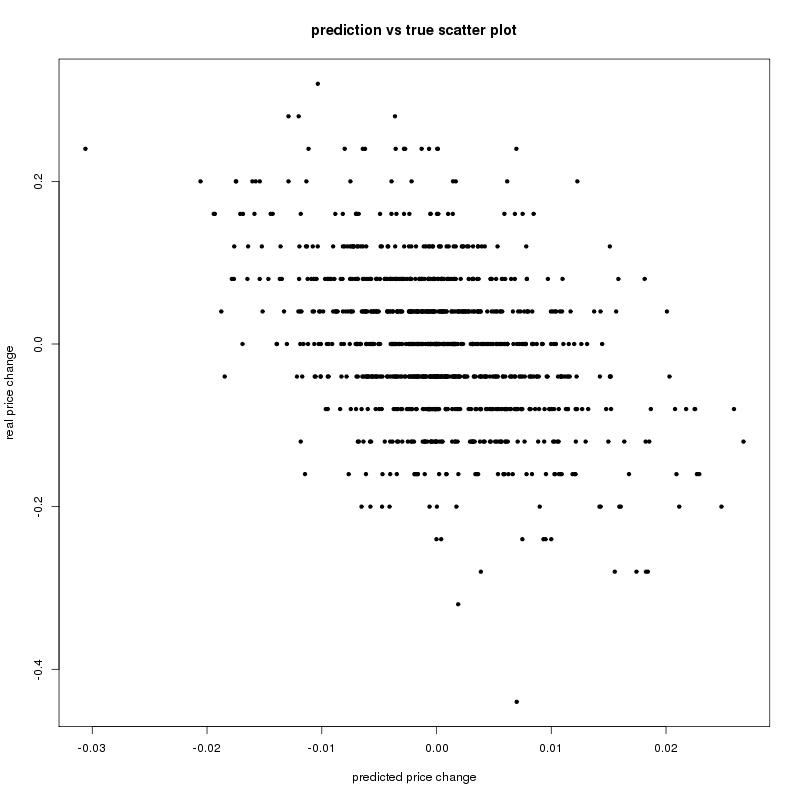 prediction vs true scatter plot
0.2
0.0
-0.2
-0.4
real price change
-0.03 -0.02 -0.01 0.00 0.01 0.02
predicted price change